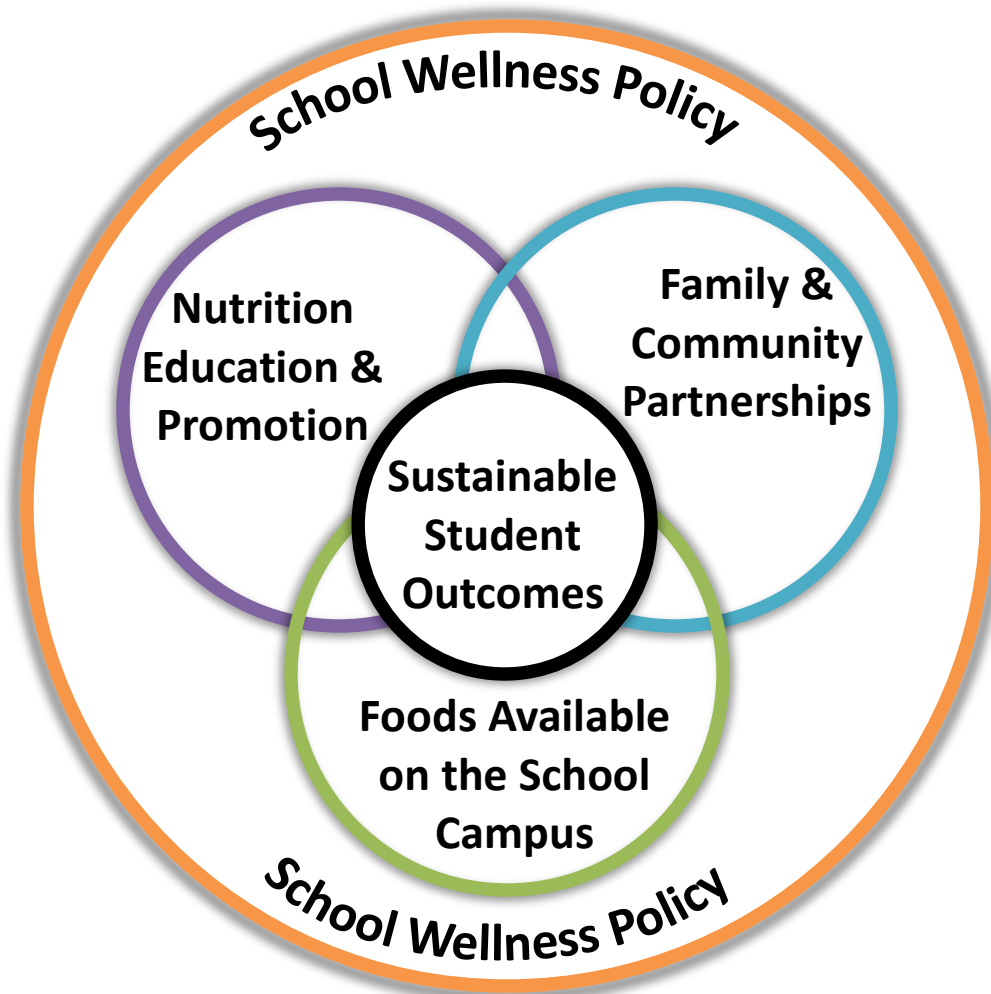 School Wellness Policy
Nutrition
Education &
Promotion
Family &
Community
Partnerships
Sustainable
Student
Outcomes
Foods Available
on the School
Campus
School Wellness Policy